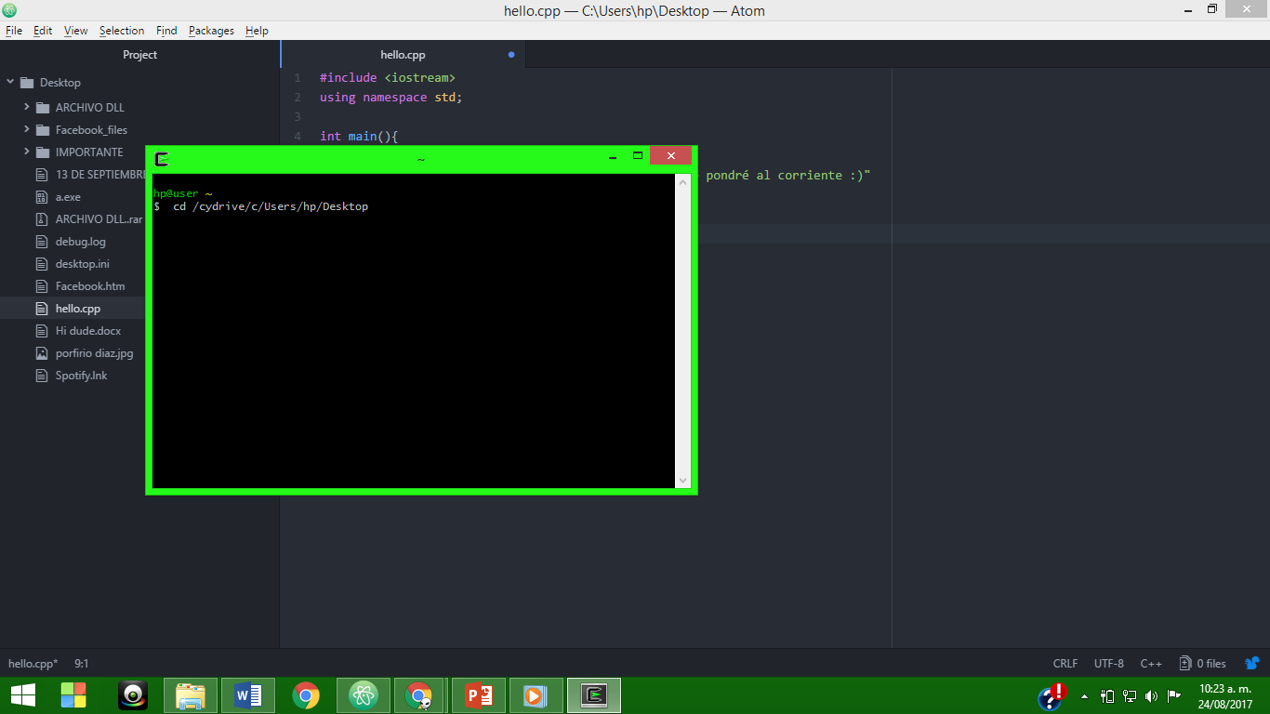 hello.cpp — C:\Users\hp\Desktop — Atom
File Edit View Selection Find Packages Help
Project
hello.cpp
Desktop
ARCHIVO DLL
Facebook_files
IMPORTANTE
13 DE SEPTIEMBRE
a.exe
ARCHIVO DLL..rar
debug.log
desktop.ini
Facebook.htm
hello.cpp
Hi dude.docx
porfirio diaz.jpg
Spotify.lnk
1 #include <iostream>
2 using namespace std;
3
4 int main(){
pondré al corriente :)"
~
hp@user ~
$ cd /cydrive/c/Users/hp/Desktop
hello.cpp* 9:1
CRLF UTF-8 C++ 0 files
10:23 a. m.
24/08/2017